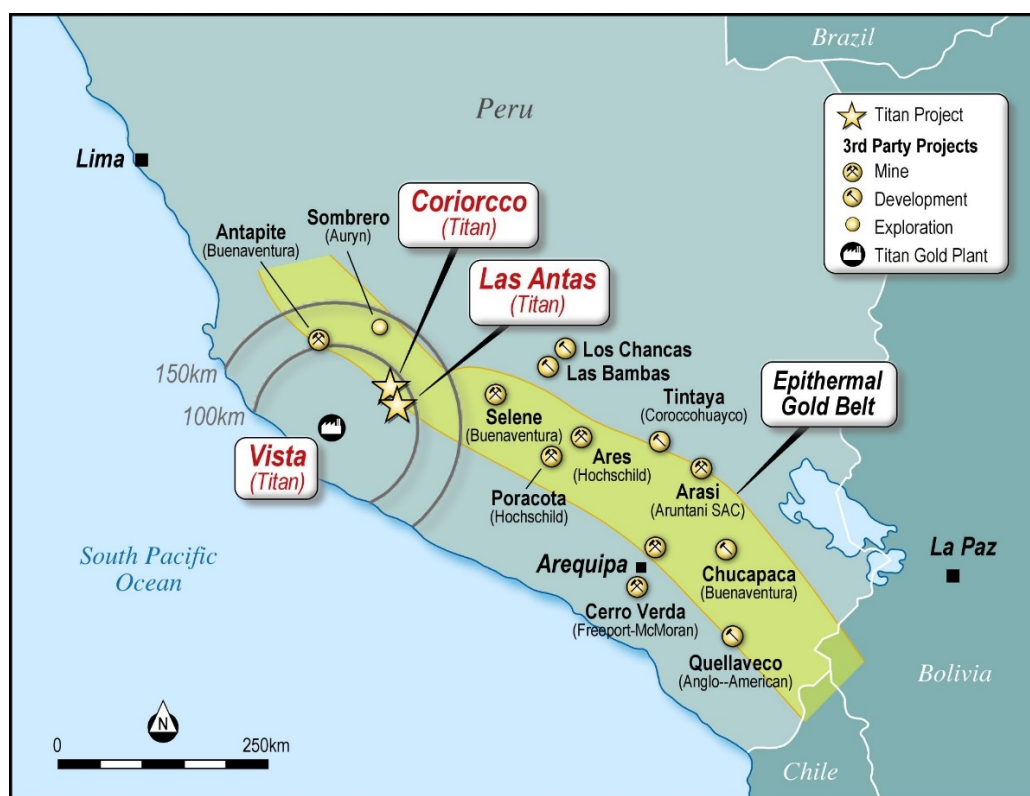 Brazil
Peru
Titan Project
3rd Party Projects
Mine
Development
Exploration
Titan Gold Plant
Lima
Coriorcco
(Titan)
Sombrero
(Auryn)
Antapite
(Buenaventura)
Las Antas
(Titan)
150km
100km
Los Chancas
Las Bambas
Tintaya
(Coroccohuayco)
Epithermal
Gold Belt
Selene
(Buenaventura)
Vista
(Titan)
Ares
(Hochschild)
Poracota
(Hochschild)
Arasi
(Aruntani SAC)
South Pacific
Ocean
Arequipa
La Paz
Chucapaca
(Buenaventura)
Cerro Verda
(Freeport-McMoran)
Quellaveco
(Anglo--American)
Bolivia
N
0 250km
Chile